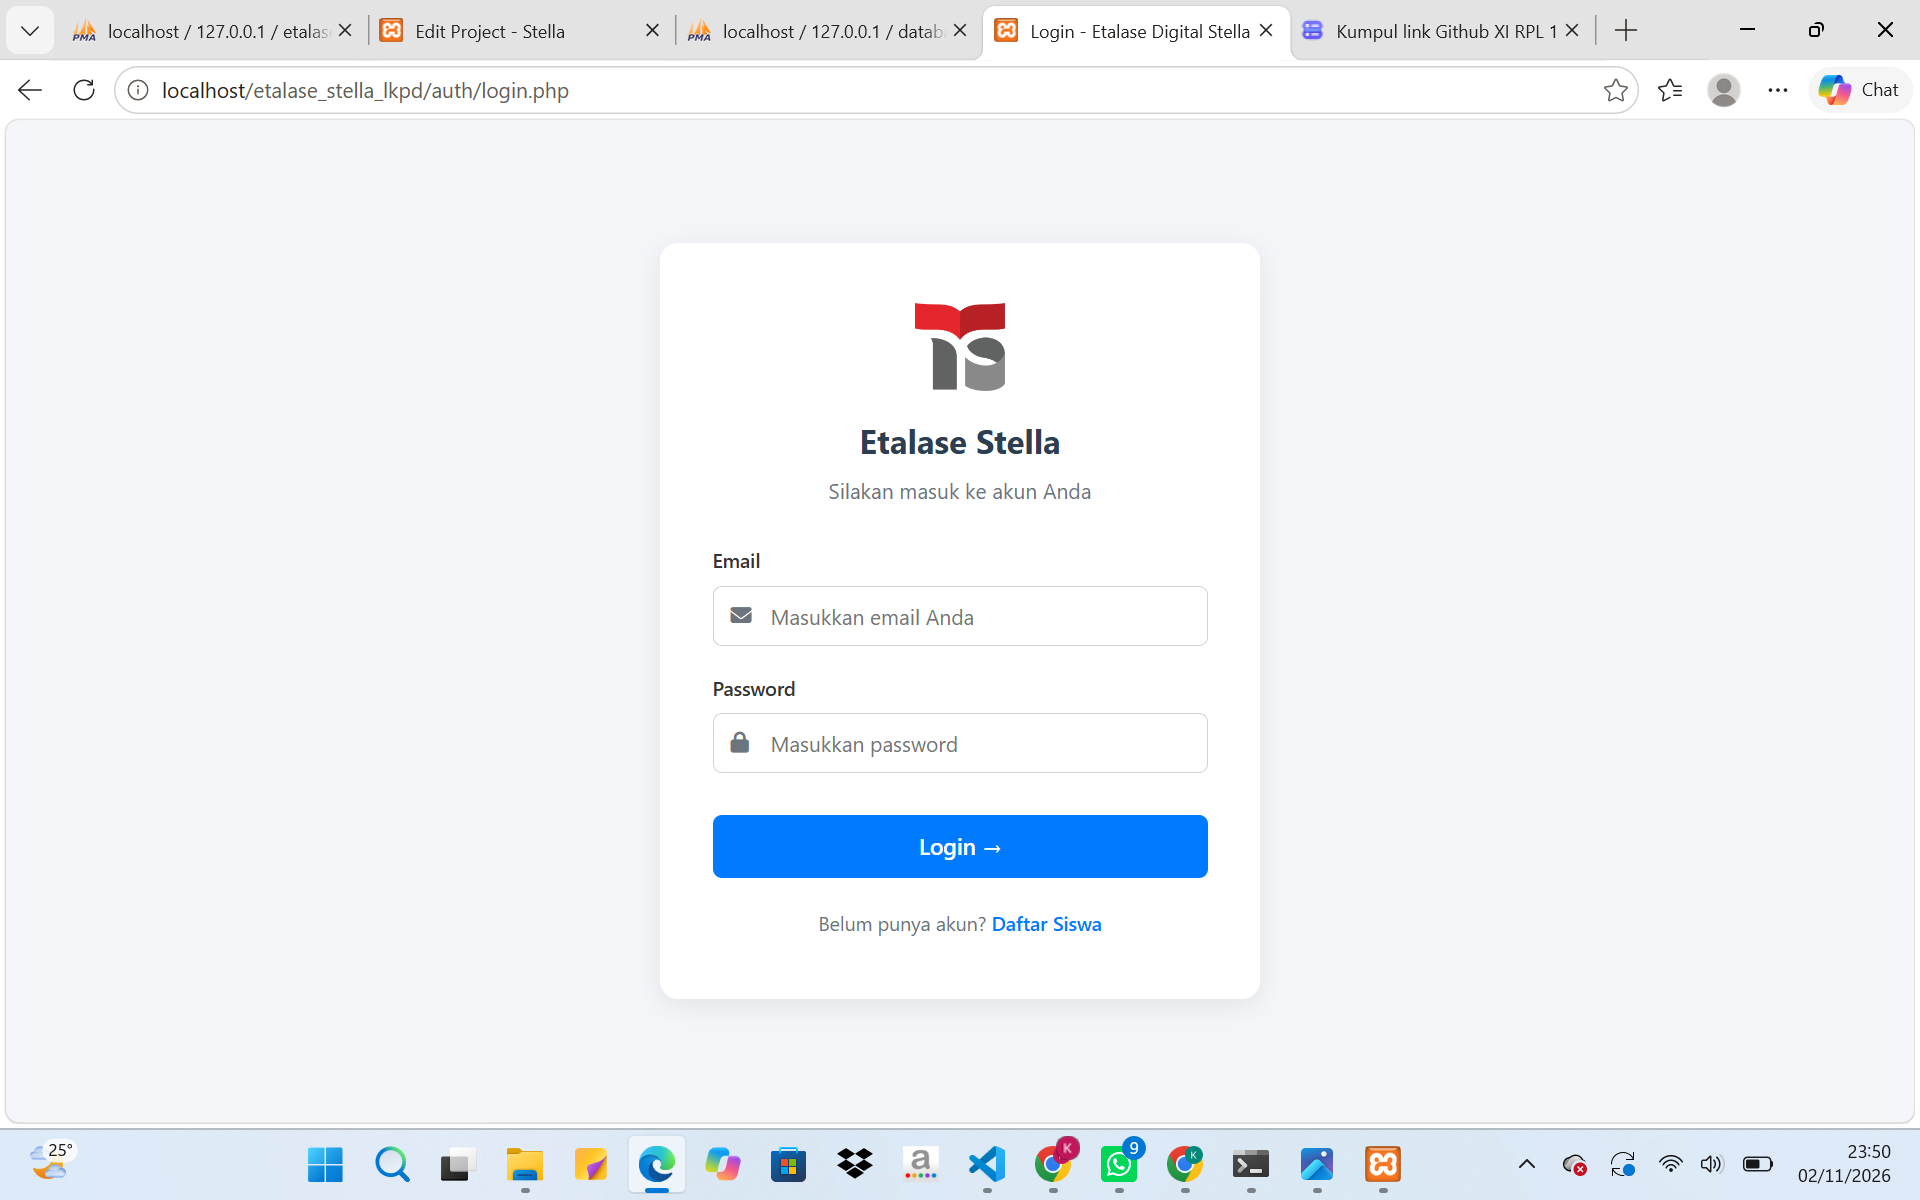 localhost / 127.0.0.1 / etalas
Edit Project - Stella
localhost / 127.0.0.1 / datab
Login - Etalase Digital Stella
Kumpul link Github XI RPL 1
localhost/etalase_stella_lkpd/auth/login.php
Chat
Etalase Stella
Silakan masuk ke akun Anda
Email
Masukkan email Anda
Password
Masukkan password
Login →
Belum punya akun? Daftar Siswa
25°
K
9
K
23:50
02/11/2026